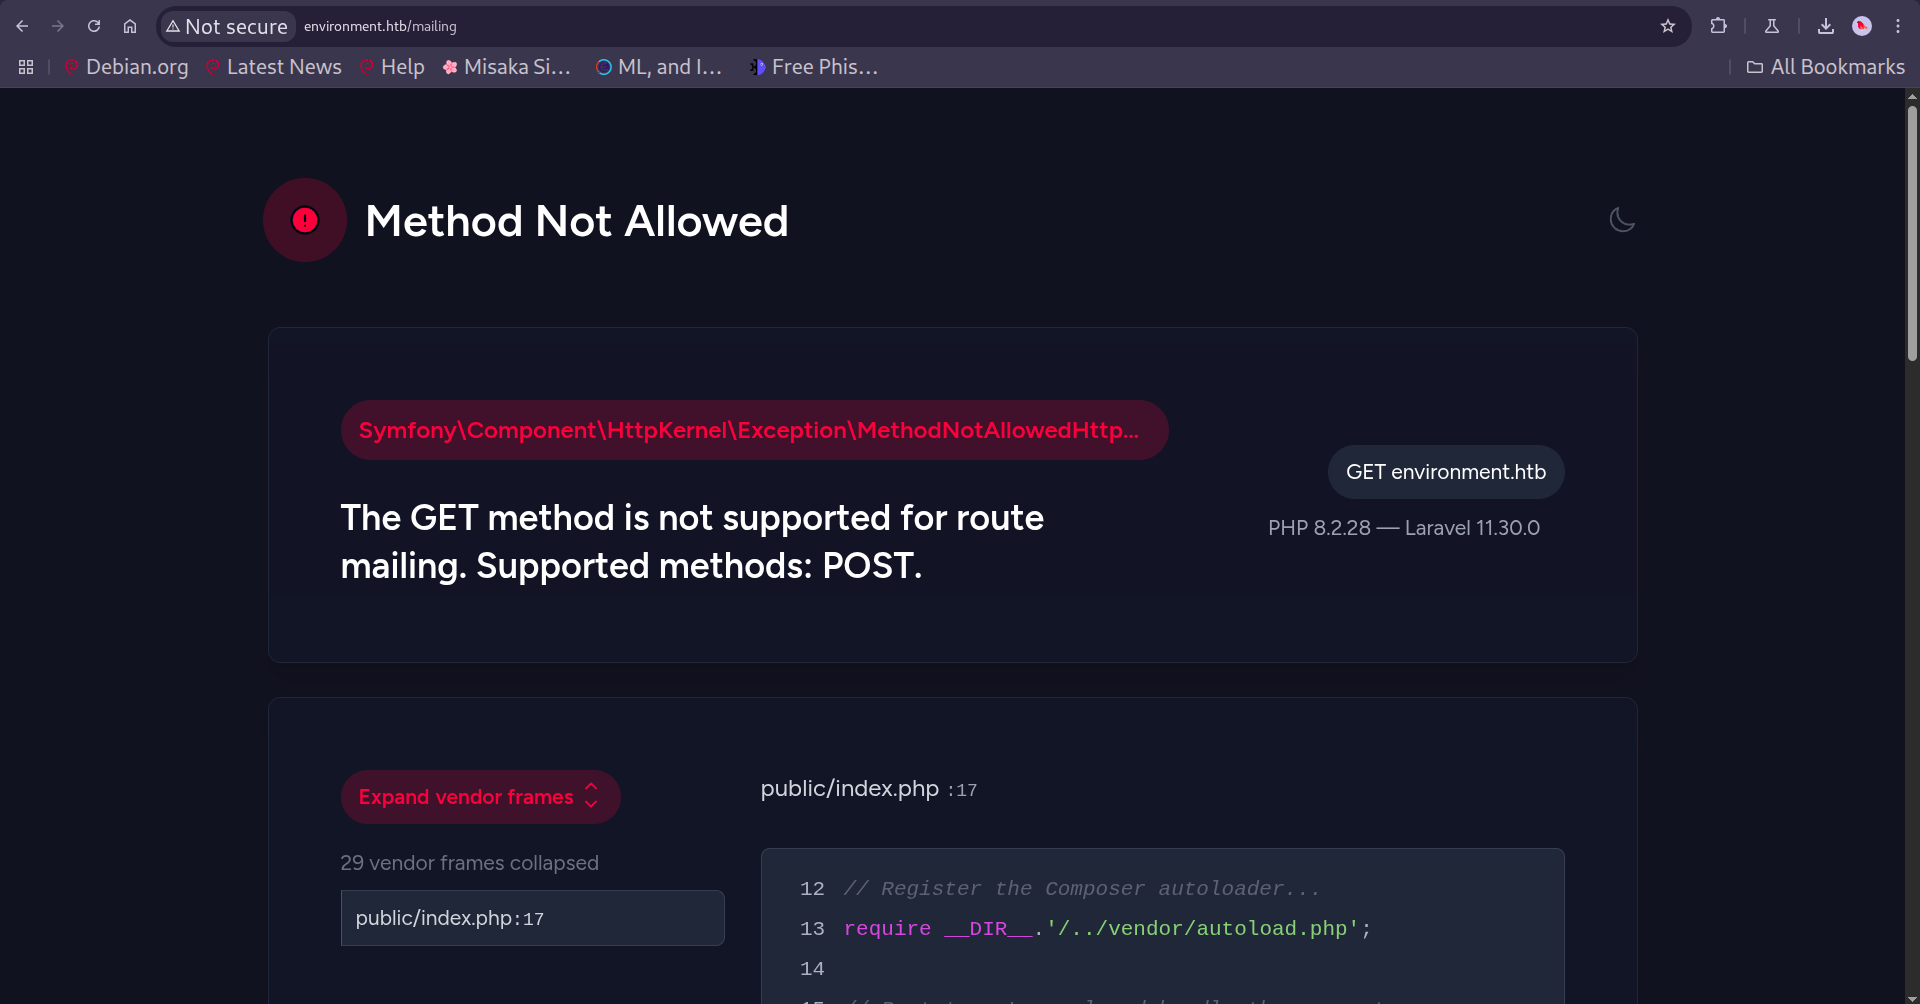 Not secure environment.htb/mailing
Debian.org Latest News Help Misaka Si... ML, and I... Free Phis... All Bookmarks
Method Not Allowed
Symfony\Component\HttpKernel\Exception\MethodNotAllowedHttp...
GET environment.htb
The GET method is not supported for route
mailing. Supported methods: POST.
PHP 8.2.28 — Laravel 11.30.0
Expand vendor frames
29 vendor frames collapsed
public/index.php:17
public/index.php :17
12 // Register the Composer autoloader...
13 require __DIR__.'/../vendor/autoload.php';
14